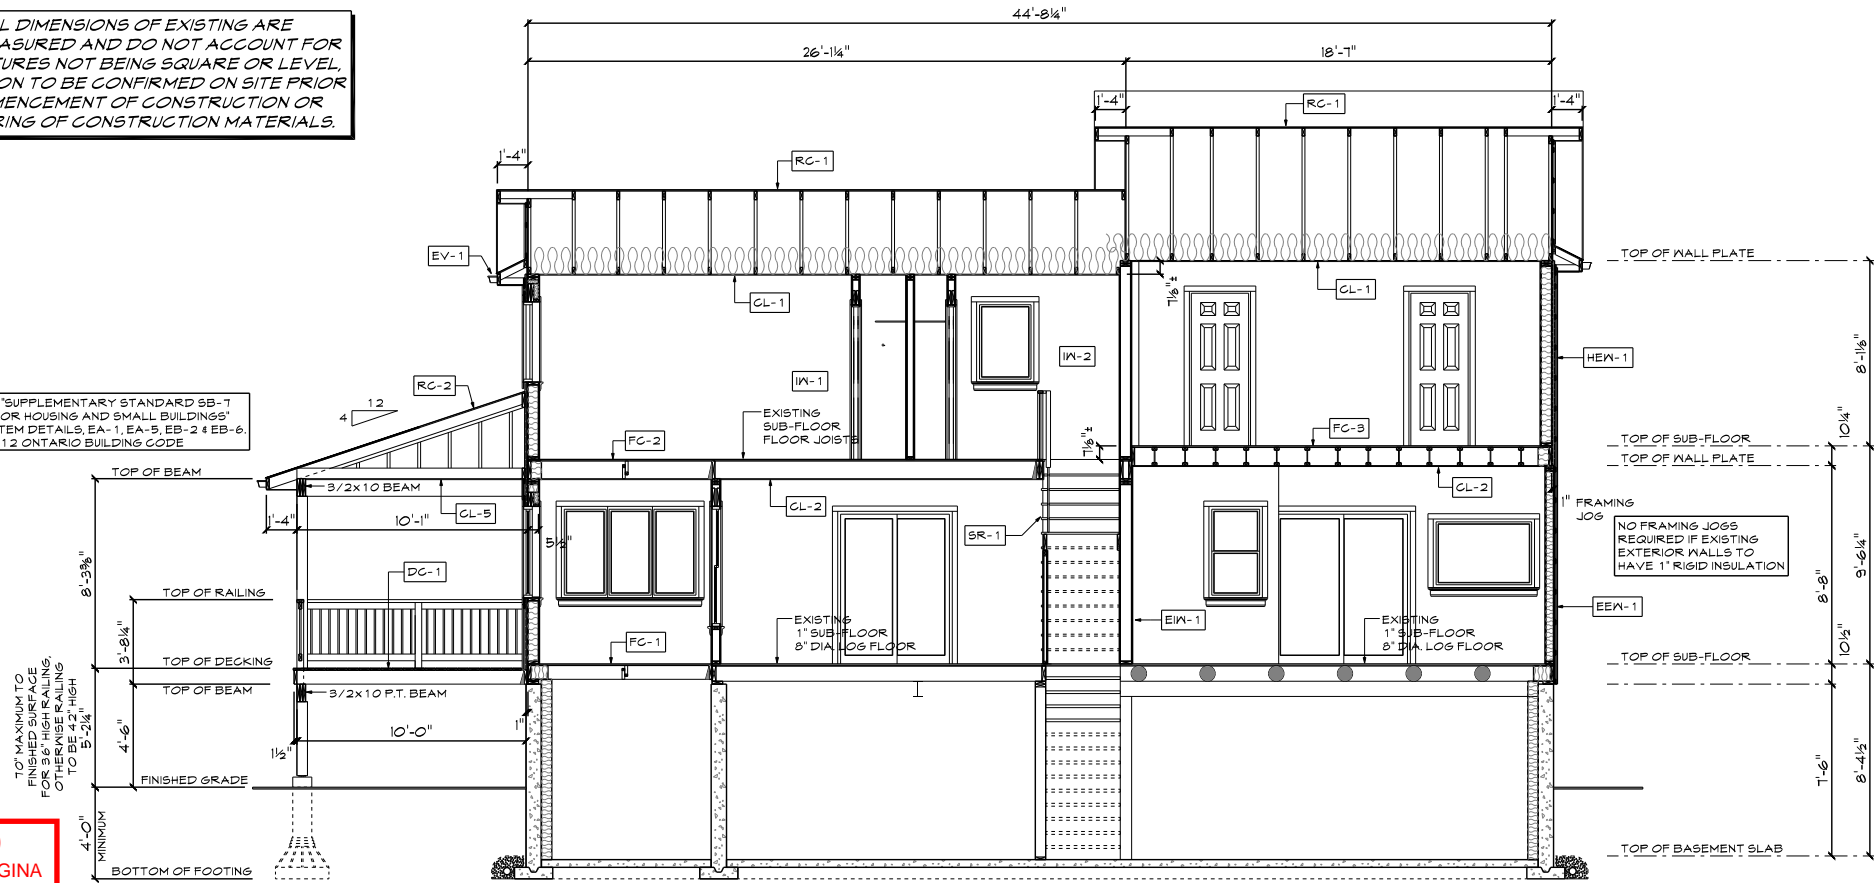 L DIMENSIONS OF EXISTING ARE
ASURED AND DO NOT ACCOUNT FOR
TURES NOT BEING SQUARE OR LEVEL,
ON TO BE CONFIRMED ON SITE PRIOR
MENCEMENT OF CONSTRUCTION OR
RING OF CONSTRUCTION MATERIALS.
44'-8¼"
26'-1¼"
18'-7"
1'-4"
RC-1
1'-4"
1'-4"
RC-1
EV-1
CL-1
7⅛"±
CL-1
TOP OF WALL PLATE
IW-2
HEW-1
8'-1⅛"
RC-2
IW-1
12
4
"SUPPLEMENTARY STANDARD SB-7
OR HOUSING AND SMALL BUILDINGS"
TEM DETAILS, EA-1, EA-5, EB-2 & EB-6.
12 ONTARIO BUILDING CODE
EXISTING
SUB-FLOOR
FLOOR JOISTS
FC-2
7⅛"±
FC-3
10¼"
TOP OF SUB-FLOOR
TOP OF WALL PLATE
TOP OF BEAM
3/2x10 BEAM
CL-5
CL-2
CL-2
1'-4"
10'-1"
5½"
SR-1
1" FRAMING
JOG
NO FRAMING JOGS
REQUIRED IF EXISTING
EXTERIOR WALLS TO
HAVE 1" RIGID INSULATION
8'-3⅜"
DC-1
9'-6¼"
8'-8"
TOP OF RAILING
3'-8¼"
EIW-1
EEW-1
EXISTING
1" SUB-FLOOR
8" DIA. LOG FLOOR
EXISTING
1" SUB-FLOOR
8" DIA. LOG FLOOR
FC-1
10½"
TOP OF DECKING
TOP OF SUB-FLOOR
TOP OF BEAM
3/2x10 P.T. BEAM
70" MAXIMUM TO
FINISHED SURFACE
FOR 36" HIGH RAILING,
OTHERWISE RAILING
TO BE 42" HIGH
5'-2¼"
4'-6"
1"
10'-0"
1½"
FINISHED GRADE
7'-6"
8'-4½"
4'-0"
MINIMUM
TOP OF BASEMENT SLAB
BOTTOM OF FOOTING
GINA